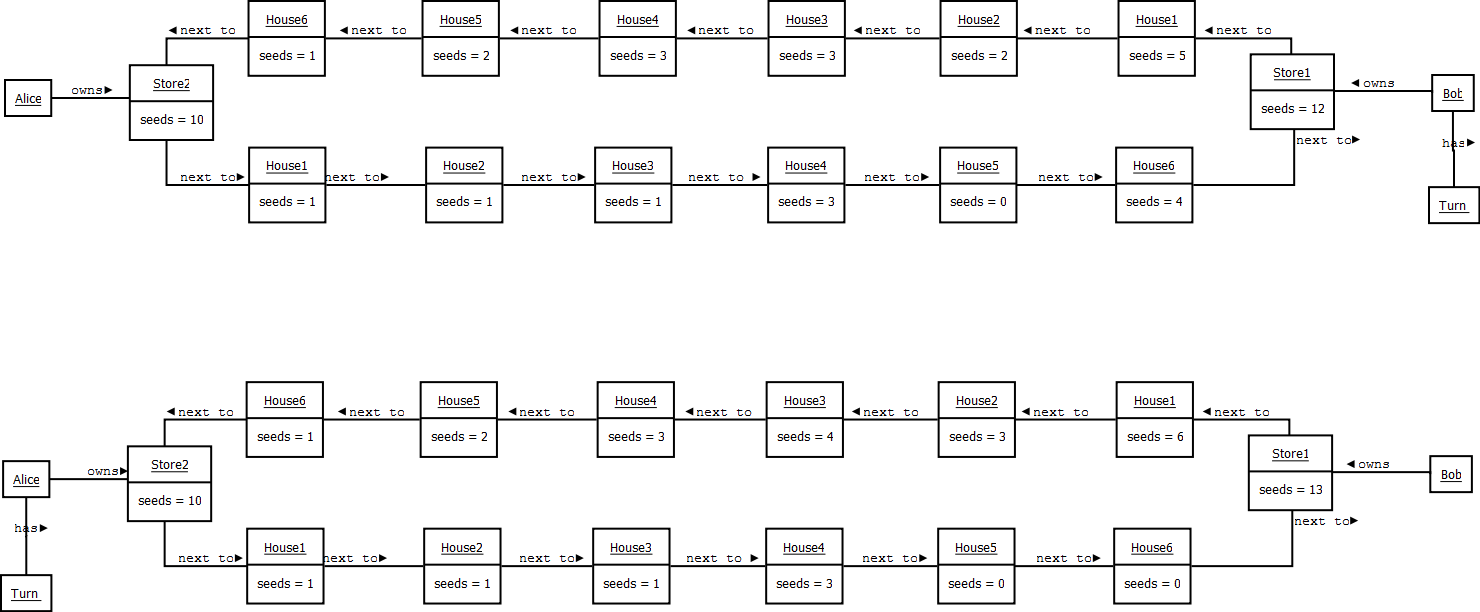 House6 House5 House4 House3 House2 House1
◄ next to ◄ next to ◄ next to ◄ next to ◄ next to ◄ next to
seeds = 1 seeds = 2 seeds = 3 seeds = 3 seeds = 2 seeds = 5
Store2 Store1
Alice owns► ◄ owns Bob
seeds = 10 seeds = 12
next to► has►
House1 House2 House3 House4 House5 House6
next to► next to► next to► next to ► next to► next to►
seeds = 1 seeds = 1 seeds = 1 seeds = 3 seeds = 0 seeds = 4
Turn
House6 House5 House4 House3 House2 House1
◄ next to ◄ next to ◄ next to ◄ next to ◄ next to ◄ next to
seeds = 1 seeds = 2 seeds = 3 seeds = 4 seeds = 3 seeds = 6
Store2 Store1
Alice owns► ◄ owns Bob
seeds = 10 seeds = 13
has► next to►
House1 House2 House3 House4 House5 House6
next to► next to► next to► next to ► next to► next to►
seeds = 1 seeds = 1 seeds = 1 seeds = 3 seeds = 0 seeds = 0
Turn